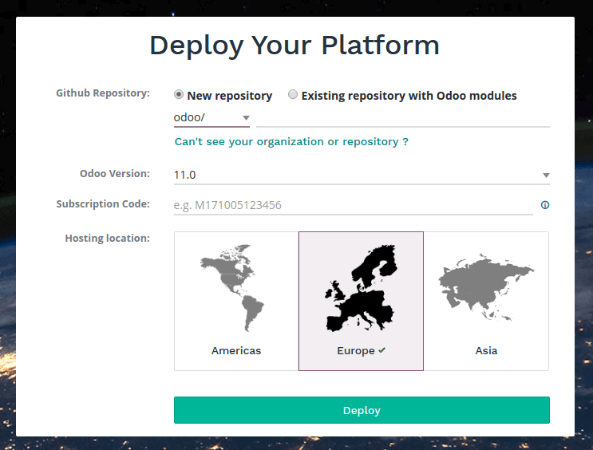 Deploy Your Platform
Github Repository: New repository Existing repository with Odoo modules
odoo/
Can't see your organization or repository ?
Odoo Version: 11.0
Subscription Code: e.g. M171005123456
Hosting location:
Americas Europe Asia
Deploy